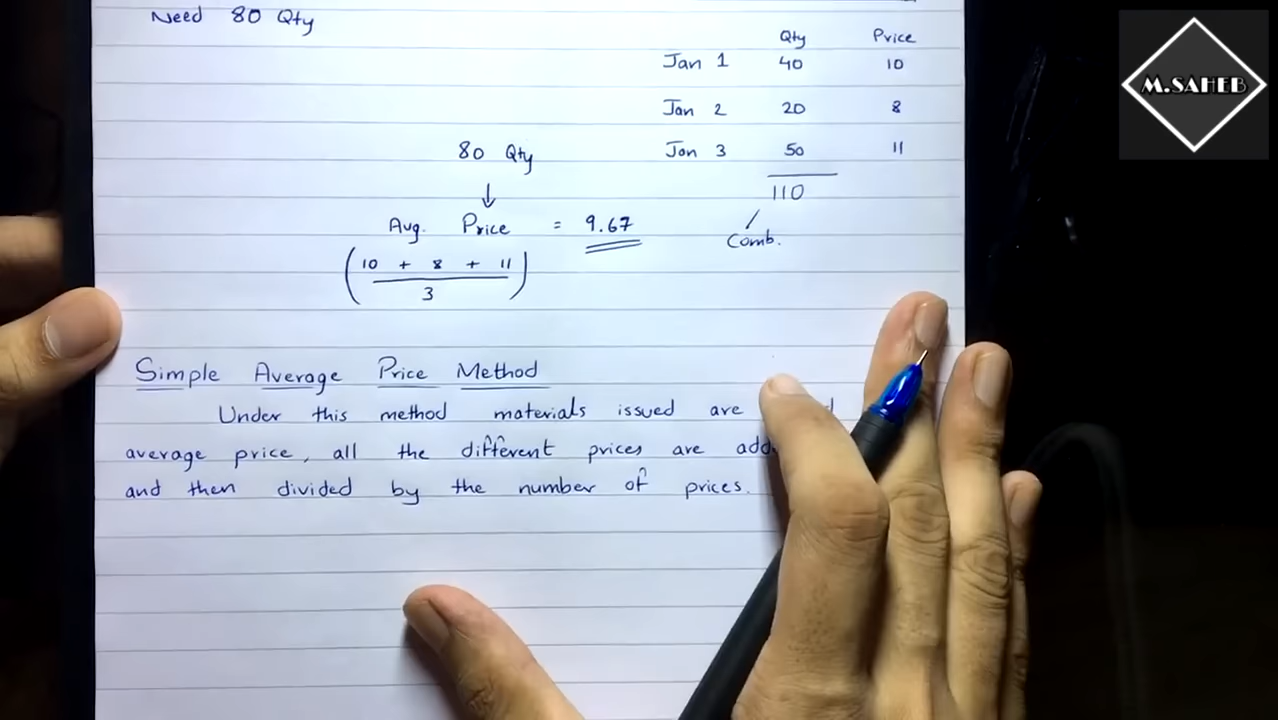 Need 80 Qty
Qty Price
Jan 1 40 10
Jan 2 20 8
Jan 3 50 11
110
Comb.
80 Qty
↓
Avg. Price = 9.67
(10 + 8 + 11
3)
Simple Average Price Method
Under this method materials issued are
average price, all the different prices are
and then divided by the number of prices.
M.SAHEB